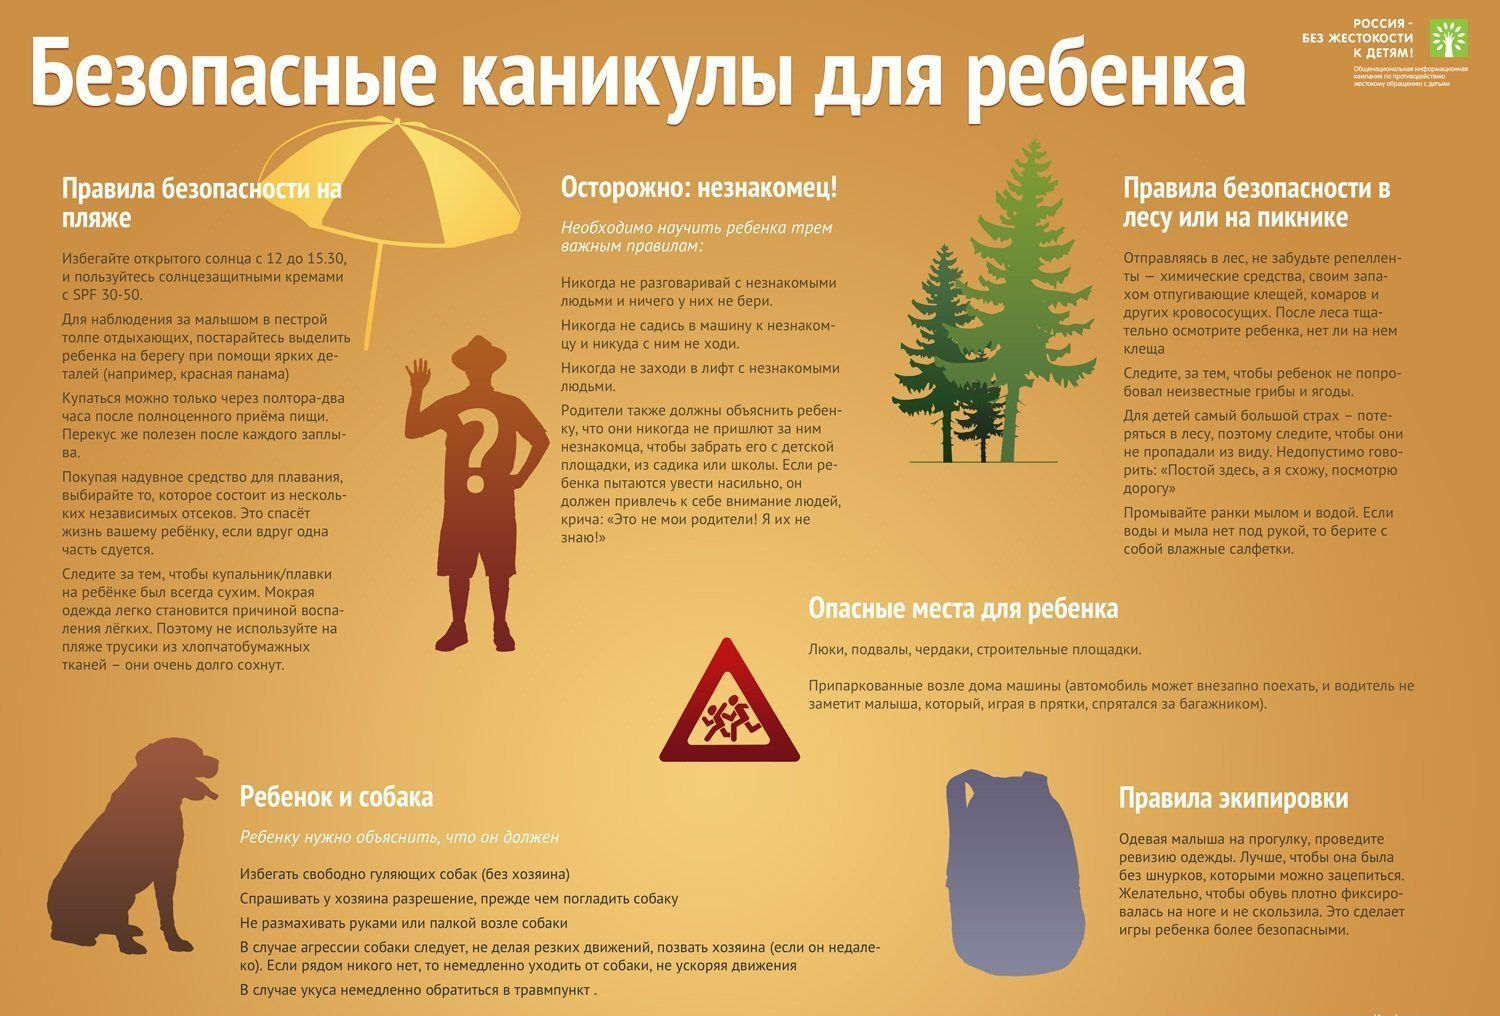 РОССИЯ -
БЕЗ ЖЕСТОКОСТИ
К ДЕТЯМ!
Общенациональная информационная
кампания по противодействию
жестокому обращению с детьми
Безопасные каникулы для ребенка
Правила безопасности на
пляже
Избегайте открытого солнца с 12 до 15.30,
и пользуйтесь солнцезащитными кремами
с SPF 30-50.
Для наблюдения за малышом в пестрой
толпе отдыхающих, постарайтесь выделить
ребенка на берегу при помощи ярких де-
талей (например, красная панама)
Купаться можно только через полтора-два
часа после полноценного приёма пищи.
Перекус же полезен после каждого заплы-
ва.
Покупая надувное средство для плавания,
выбирайте то, которое состоит из несколь-
ких независимых отсеков. Это спасёт
жизнь вашему ребёнку, если вдруг одна
часть сдуется.
Следите за тем, чтобы купальник/плавки
на ребёнке был всегда сухим. Мокрая
одежда легко становится причиной воспа-
ления лёгких. Поэтому не используйте на
пляже трусики из хлопчатобумажных
тканей – они очень долго сохнут.
?
Осторожно: незнакомец!
Необходимо научить ребенка трем
важным правилам:
Никогда не разговаривай с незнакомыми
людьми и ничего у них не бери.
Никогда не садись в машину к незнаком-
цу и никуда с ним не ходи.
Никогда не заходи в лифт с незнакомыми
людьми.
Родители также должны объяснить ребен-
ку, что они никогда не пришлют за ним
незнакомца, чтобы забрать его с детской
площадки, из садика или школы. Если ре-
бенка пытаются увести насильно, он
должен привлечь к себе внимание людей,
крича: «Это не мои родители! Я их не
знаю!»
Правила безопасности в
лесу или на пикнике
Отправляясь в лес, не забудьте репеллен-
ты — химические средства, своим запа-
хом отпугивающие клещей, комаров и
других кровососущих. После леса тща-
тельно осмотрите ребенка, нет ли на нем
клеща
Следите, за тем, чтобы ребенок не попро-
бовал неизвестные грибы и ягоды.
Для детей самый большой страх – поте-
ряться в лесу, поэтому следите, чтобы они
не пропадали из виду. Недопустимо гово-
рить: «Постой здесь, а я схожу, посмотрю
дорогу»
Промывайте ранки мылом и водой. Если
воды и мыла нет под рукой, то берите с
собой влажные салфетки.
Опасные места для ребенка
Люки, подвалы, чердаки, строительные площадки.
Припаркованные возле дома машины (автомобиль может внезапно поехать, и водитель не
заметит малыша, который, играя в прятки, спрятался за багажником).
Ребенок и собака
Ребенку нужно объяснить, что он должен
Избегать свободно гуляющих собак (без хозяина)
Спрашивать у хозяина разрешение, прежде чем погладить собаку
Не размахивать руками или палкой возле собаки
В случае агрессии собаки следует, не делая резких движений, позвать хозяина (если он недале-
ко). Если рядом никого нет, то немедленно уходить от собаки, не ускоряя движения
В случае укуса немедленно обратиться в травмпункт .
Правила экипировки
Одевая малыша на прогулку, проведите
ревизию одежды. Лучше, чтобы она была
без шнурков, которыми можно зацепиться.
Желательно, чтобы обувь плотно фиксиро-
валась на ноге и не скользила. Это сделает
игры ребенка более безопасными.